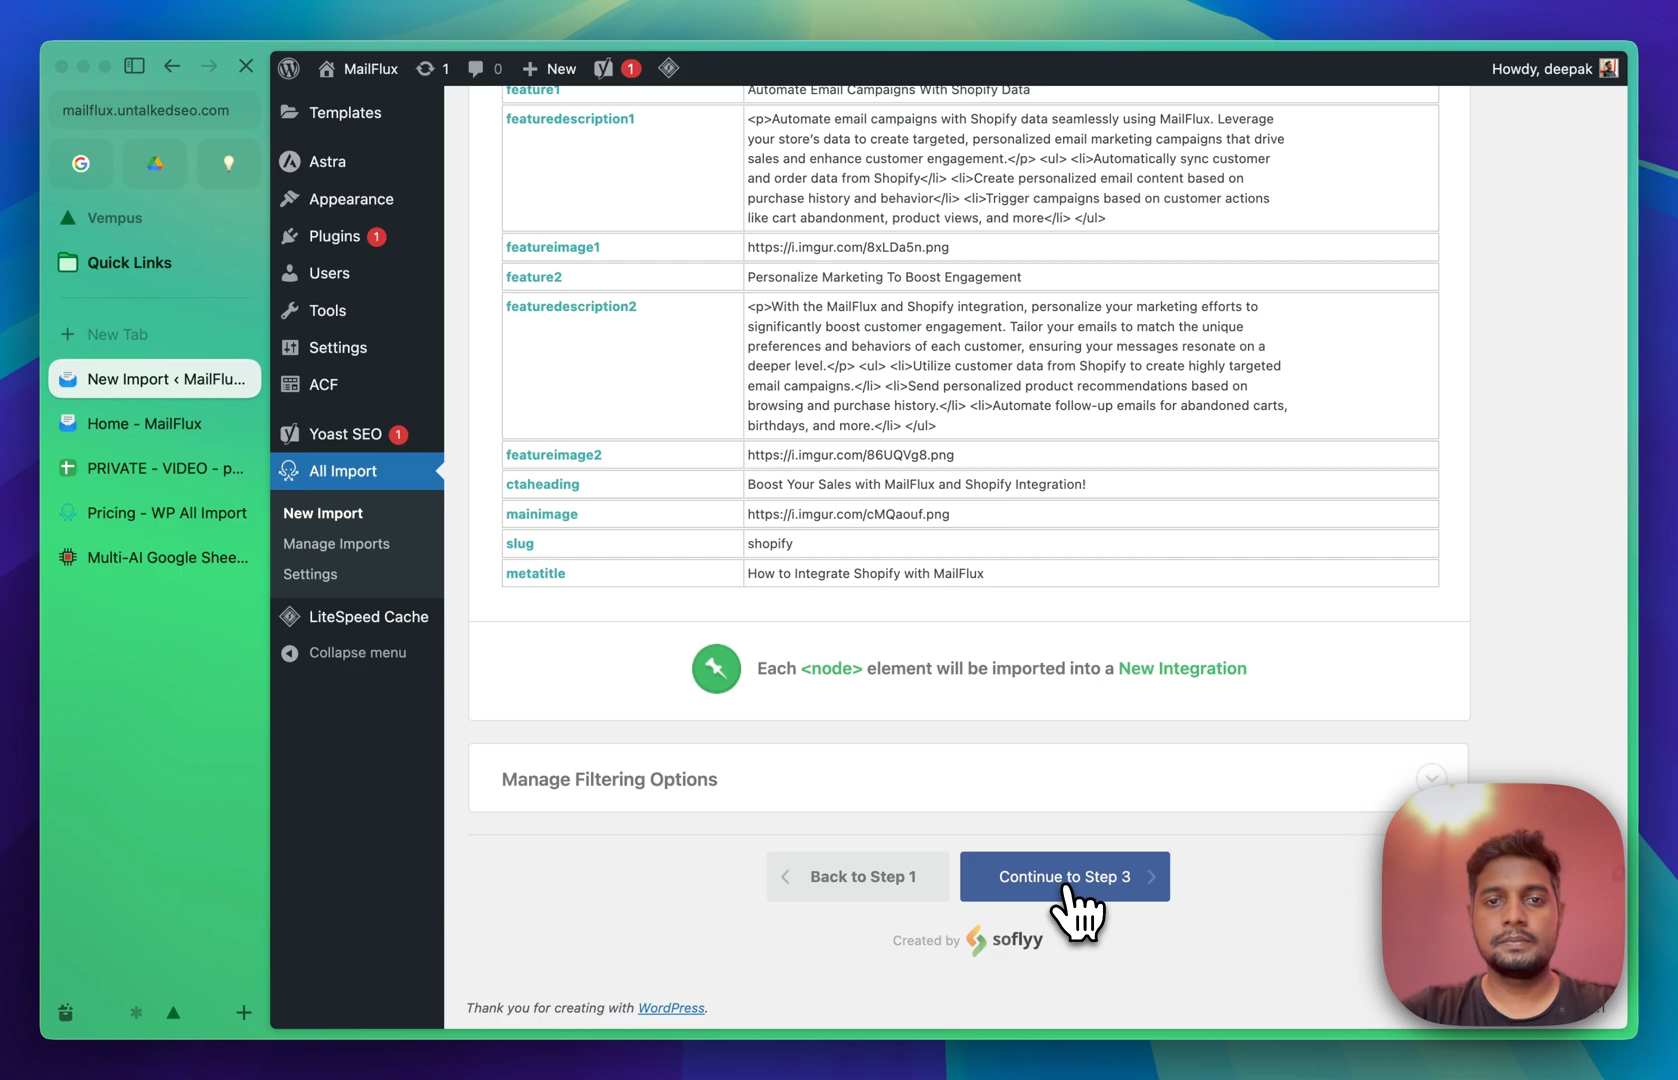 MailFlux
1
0
New
1
Howdy, deepak
mailflux.untalkedseo.com
Vempus
Quick Links
New Tab
New Import ‹ MailFlu...
Home - MailFlux
PRIVATE - VIDEO - p...
Pricing - WP All Import
Multi-AI Google Shee...
Templates
Astra
Appearance
Plugins 1
Users
Tools
Settings
ACF
Yoast SEO 1
All Import
New Import
Manage Imports
Settings
LiteSpeed Cache
Collapse menu
feature1 Automate Email Campaigns With Shopify Data
featuredescription1 <p>Automate email campaigns with Shopify data seamlessly using MailFlux. Leverage
your store's data to create targeted, personalized email marketing campaigns that drive
sales and enhance customer engagement.</p> <ul> <li>Automatically sync customer
and order data from Shopify</li> <li>Create personalized email content based on
purchase history and behavior</li> <li>Trigger campaigns based on customer actions
like cart abandonment, product views, and more</li> </ul>
featureimage1 https://i.imgur.com/8xLDa5n.png
feature2 Personalize Marketing To Boost Engagement
featuredescription2 <p>With the MailFlux and Shopify integration, personalize your marketing efforts to
significantly boost customer engagement. Tailor your emails to match the unique
preferences and behaviors of each customer, ensuring your messages resonate on a
deeper level.</p> <ul> <li>Utilize customer data from Shopify to create highly targeted
email campaigns.</li> <li>Send personalized product recommendations based on
browsing and purchase history.</li> <li>Automate follow-up emails for abandoned carts,
birthdays, and more.</li> </ul>
featureimage2 https://i.imgur.com/86UQVg8.png
ctaheading Boost Your Sales with MailFlux and Shopify Integration!
mainimage https://i.imgur.com/cMQaouf.png
slug shopify
metatitle How to Integrate Shopify with MailFlux
Each <node> element will be imported into a New Integration
Manage Filtering Options
Back to Step 1
Continue to Step 3
Created by soflyy
Thank you for creating with WordPress.